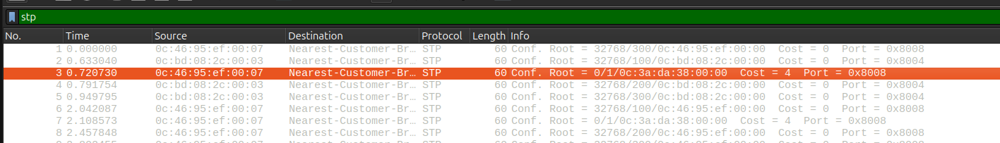 stp
No. Time Source Destination Protocol Length Info
1 0.000000 0c:46:95:ef:00:07 Nearest-Customer-Br… STP 60 Conf. Root = 32768/300/0c:46:95:ef:00:00 Cost = 0 Port = 0x8008
2 0.633040 0c:bd:08:2c:00:03 Nearest-Customer-Br… STP 60 Conf. Root = 32768/100/0c:bd:08:2c:00:00 Cost = 0 Port = 0x8004
3 0.720730 0c:46:95:ef:00:07 Nearest-Customer-Br… STP 60 Conf. Root = 0/1/0c:3a:da:38:00:00 Cost = 4 Port = 0x8008
4 0.791754 0c:bd:08:2c:00:03 Nearest-Customer-Br… STP 60 Conf. Root = 32768/200/0c:bd:08:2c:00:00 Cost = 0 Port = 0x8004
5 0.949795 0c:bd:08:2c:00:03 Nearest-Customer-Br… STP 60 Conf. Root = 32768/300/0c:bd:08:2c:00:00 Cost = 0 Port = 0x8004
6 2.042087 0c:46:95:ef:00:07 Nearest-Customer-Br… STP 60 Conf. Root = 32768/100/0c:46:95:ef:00:00 Cost = 0 Port = 0x8008
7 2.108573 0c:46:95:ef:00:07 Nearest-Customer-Br… STP 60 Conf. Root = 0/1/0c:3a:da:38:00:00 Cost = 4 Port = 0x8008
8 2.457848 0c:46:95:ef:00:07 Nearest-Customer-Br… STP 60 Conf. Root = 32768/200/0c:46:95:ef:00:00 Cost = 0 Port = 0x8008